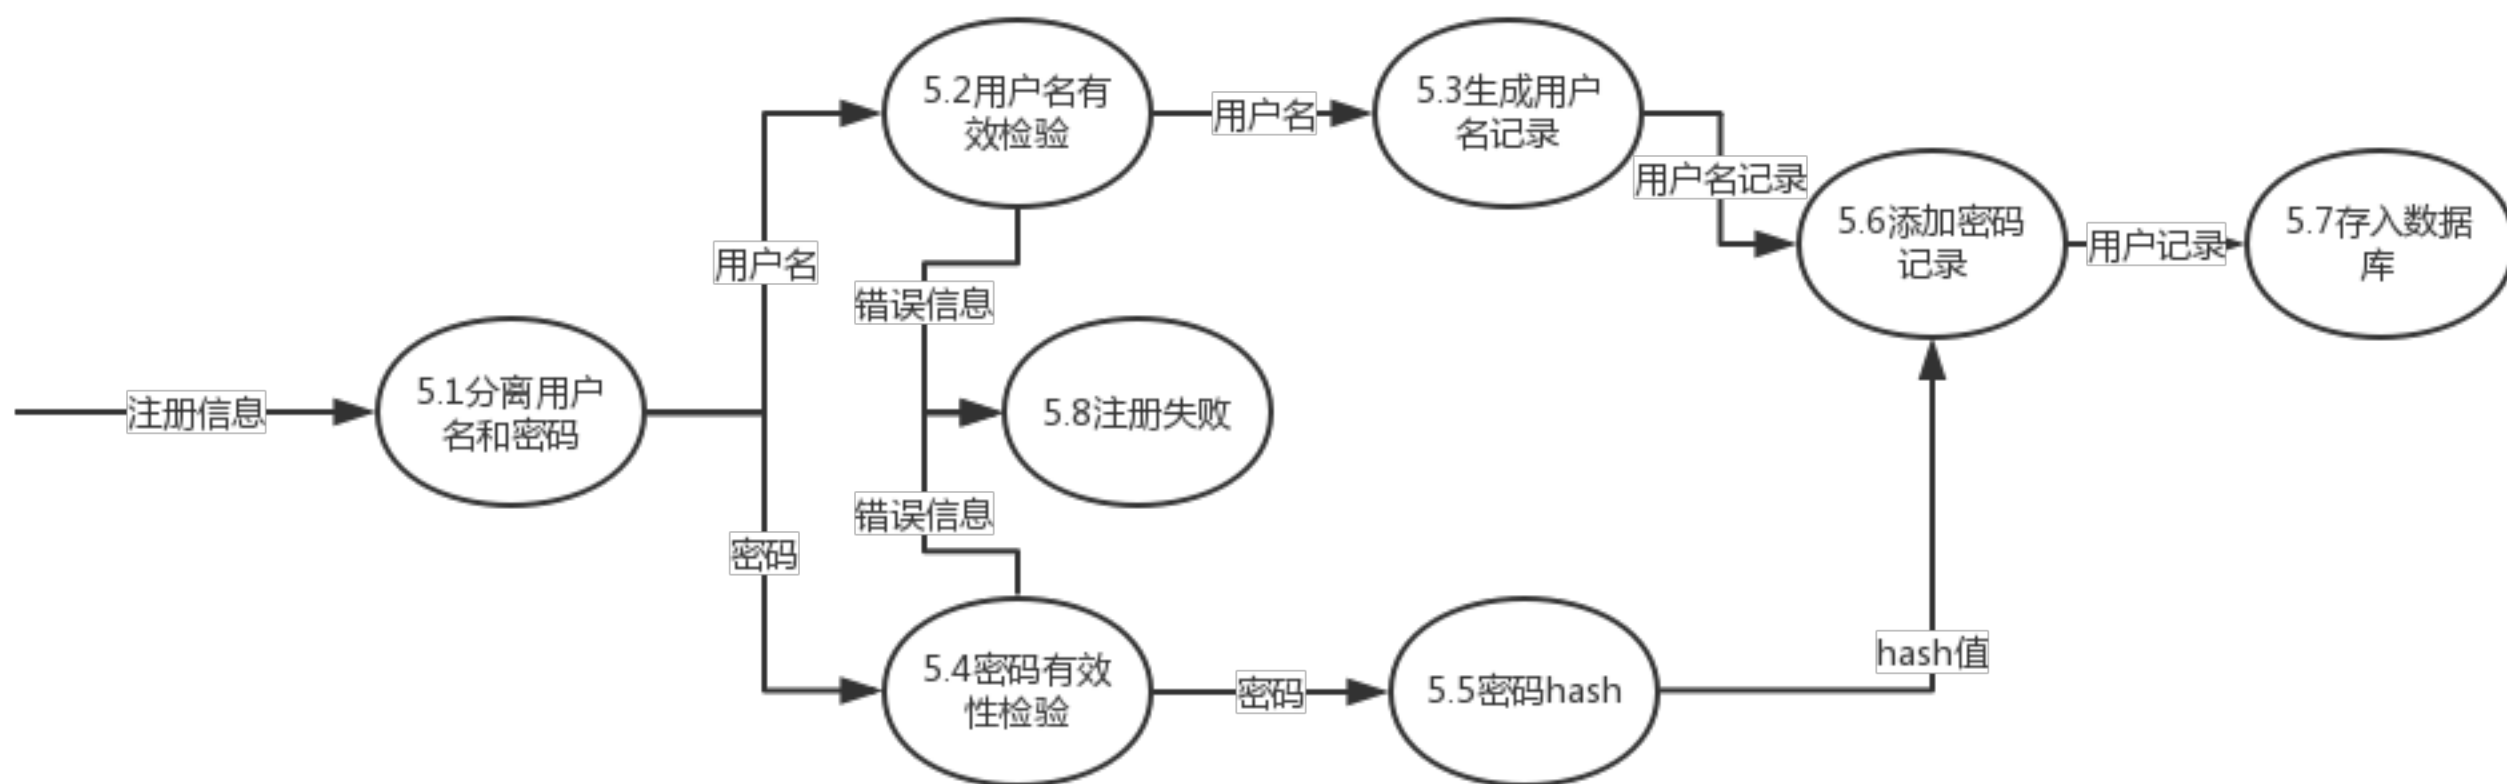 5.2用户名有
效检验
用户名
5.3生成用户
名记录
用户名记录
5.6添加密码
记录
用户记录
5.7存入数据
库
用户名
错误信息
注册信息
5.1分离用户
名和密码
5.8注册失败
错误信息
密码
5.4密码有效
性检验
密码
5.5密码hash
hash值